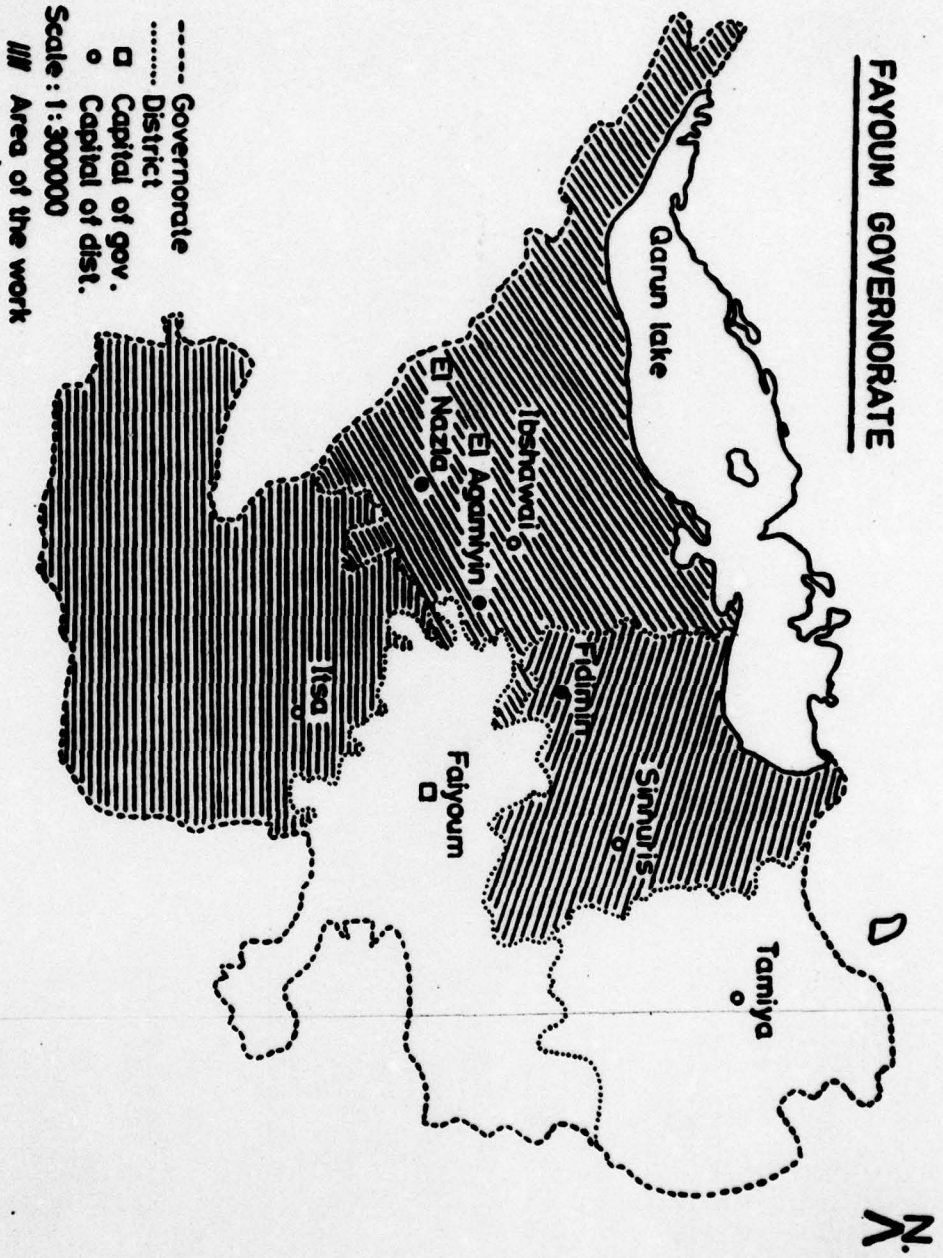 FAYOUM GOVERNORATE
N.
Qarun lake
Tamiya
Sinnuris
Ibshawai
Fidimin
El Agamiyin
El Nazla
Faiyoum
Itsa
---- Governorate
...... District
□ Capital of gov.
o Capital of dist.
Scale: 1: 300000
//// Area of the work